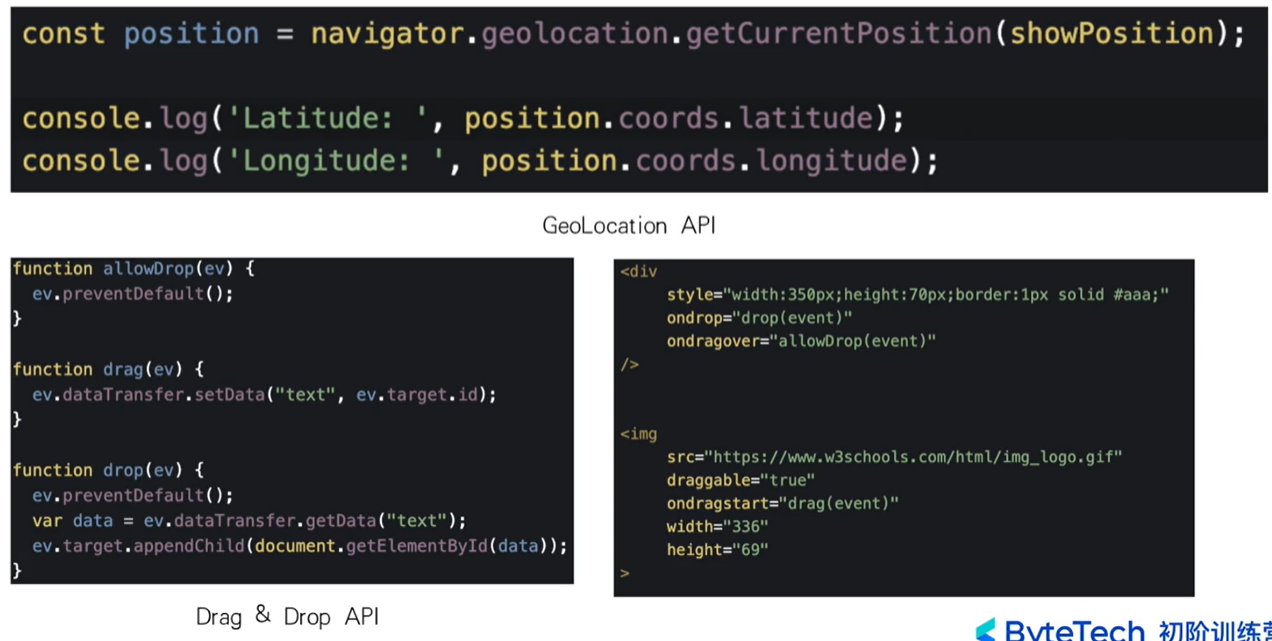 const position = navigator.geolocation.getCurrentPosition(showPosition);
console.log('Latitude: ', position.coords.latitude);
console.log('Longitude: ', position.coords.longitude);
GeoLocation API
function allowDrop(ev) {
  ev.preventDefault();
}
function drag(ev) {
  ev.dataTransfer.setData("text", ev.target.id);
}
function drop(ev) {
  ev.preventDefault();
  var data = ev.dataTransfer.getData("text");
  ev.target.appendChild(document.getElementById(data));
}
Drag & Drop API
<div
     style="width:350px;height:70px;border:1px solid #aaa;"
     ondrop="drop(event)"
     ondragover="allowDrop(event)"
/>
<img
     src="https://www.w3schools.com/html/img_logo.gif"
     draggable="true"
     ondragstart="drag(event)"
     width="336"
     height="69"
>
ByteTech 初阶训练营